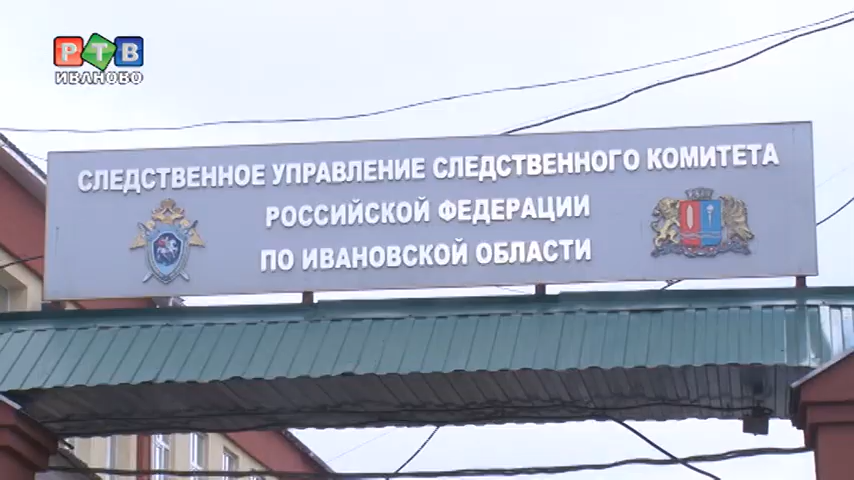 РТВ
ИВАНОВО
СЛЕДСТВЕННОЕ УПРАВЛЕНИЕ СЛЕДСТВЕННОГО КОМИТЕТА
РОССИЙСКОЙ ФЕДЕРАЦИИ
ПО ИВАНОВСКОЙ ОБЛАСТИ